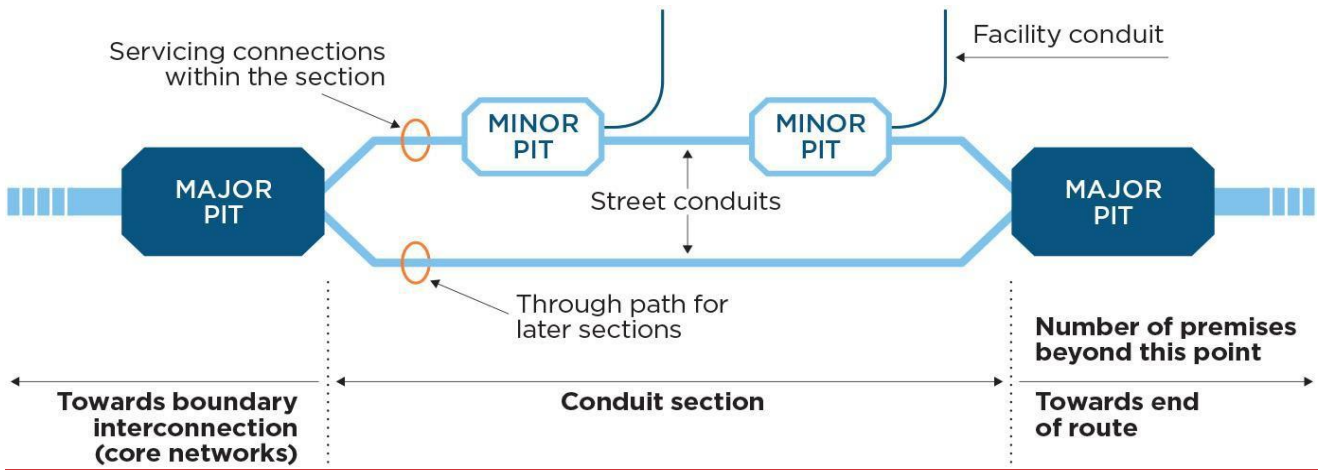 Servicing connections
within the section
Facility conduit
MINOR
PIT
MINOR
PIT
MAJOR
PIT
Street conduits
MAJOR
PIT
Through path for
later sections
Number of premises
beyond this point
Towards boundary
interconnection
(core networks)
Conduit section
Towards end
of route